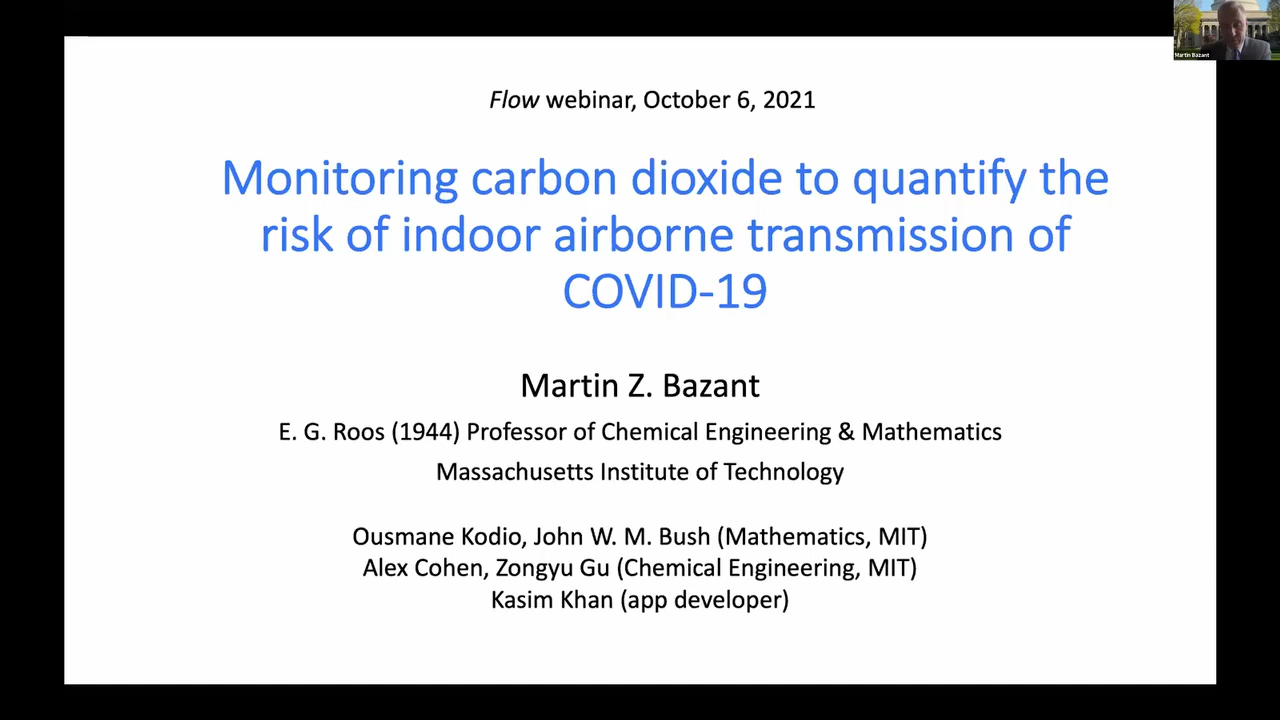 Martin Bazant
Flow webinar, October 6, 2021
Monitoring carbon dioxide to quantify the
risk of indoor airborne transmission of
COVID-19
Martin Z. Bazant
E. G. Roos (1944) Professor of Chemical Engineering & Mathematics
Massachusetts Institute of Technology
Ousmane Kodio, John W. M. Bush (Mathematics, MIT)
Alex Cohen, Zongyu Gu (Chemical Engineering, MIT)
Kasim Khan (app developer)